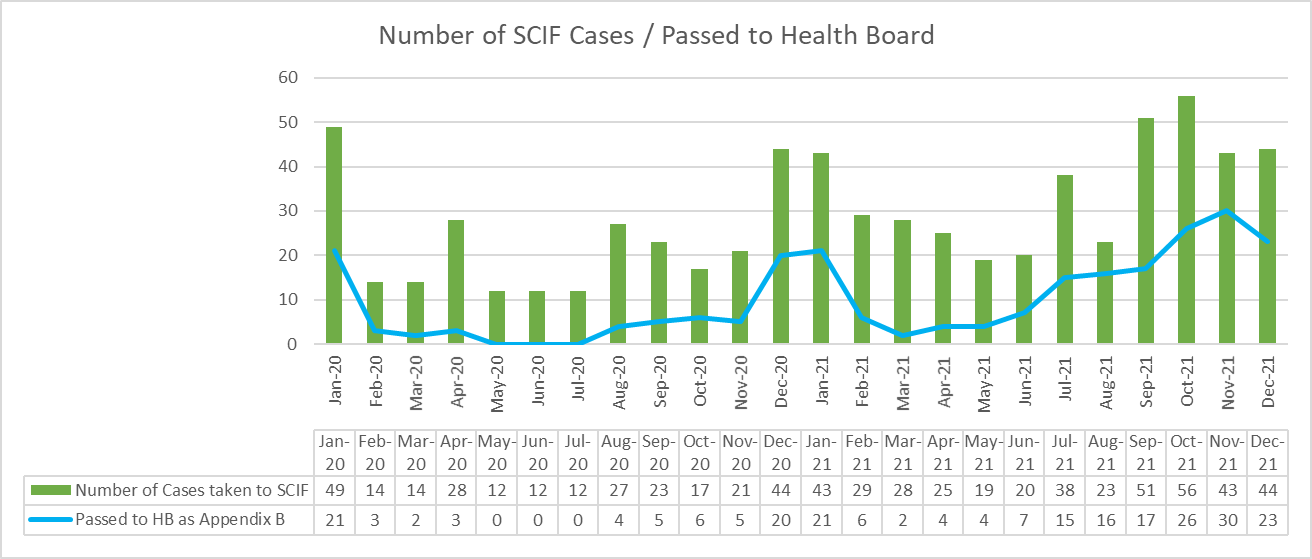 Number of SCIF Cases / Passed to Health Board
60
50
40
30
20
10
0
Jan-20 Feb-20 Mar-20 Apr-20 May-20 Jun-20 Jul-20 Aug-20 Sep-20 Oct-20 Nov-20 Dec-20 Jan-21 Feb-21 Mar-21 Apr-21 May-21 Jun-21 Jul-21 Aug-21 Sep-21 Oct-21 Nov-21 Dec-21
Jan- Feb- Mar- Apr- May- Jun- Jul- Aug- Sep- Oct- Nov- Dec- Jan- Feb- Mar- Apr- May- Jun- Jul- Aug- Sep- Oct- Nov- Dec-
20 20 20 20 20 20 20 20 20 20 20 20 21 21 21 21 21 21 21 21 21 21 21 21
Number of Cases taken to SCIF 49 14 14 28 12 12 12 27 23 17 21 44 43 29 28 25 19 20 38 23 51 56 43 44
Passed to HB as Appendix B 21 3 2 3 0 0 0 4 5 6 5 20 21 6 2 4 4 7 15 16 17 26 30 23